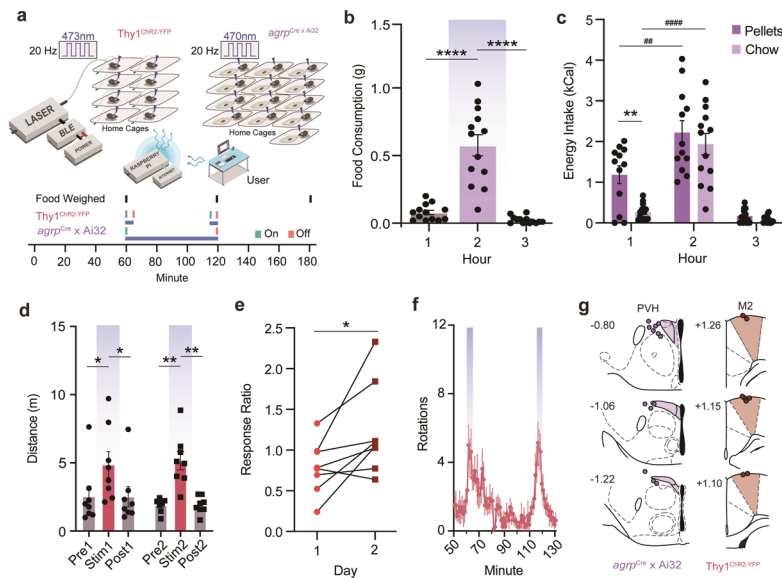 a
473nm
Thy1ChR2-YFP
470nm
agrpCre x Ai32
20 Hz
20 Hz
LASER
BLE
POWER
Home Cages
Home Cages
RASPBERRY
PI
INTERNET
User
Food Weighed
Thy1ChR2-YFP
agrpCre x Ai32
On
Off
0 20 40 60 80 100 120 140 160 180
Minute
b
Food Consumption (g)
1.5
1.0
0.5
0.0
****
****
1 2 3
Hour
c
Energy Intake (kCal)
5
4
3
2
1
0
####
##
**
Pellets
Chow
1 2 3
Hour
d
Distance (m)
15
10
5
0
* *
** **
Pre1 Stim1 Post1 Pre2 Stim2 Post2
e
Response Ratio
2.5
2.0
1.5
1.0
0.5
0.0
*
1 2
Day
f
Rotations
15
12
9
6
3
0
50 70 90 110 130
Minute
g
PVH
M2
-0.80
+1.26
-1.06
+1.15
-1.22
+1.10
agrpCre x Ai32
Thy1ChR2-YFP